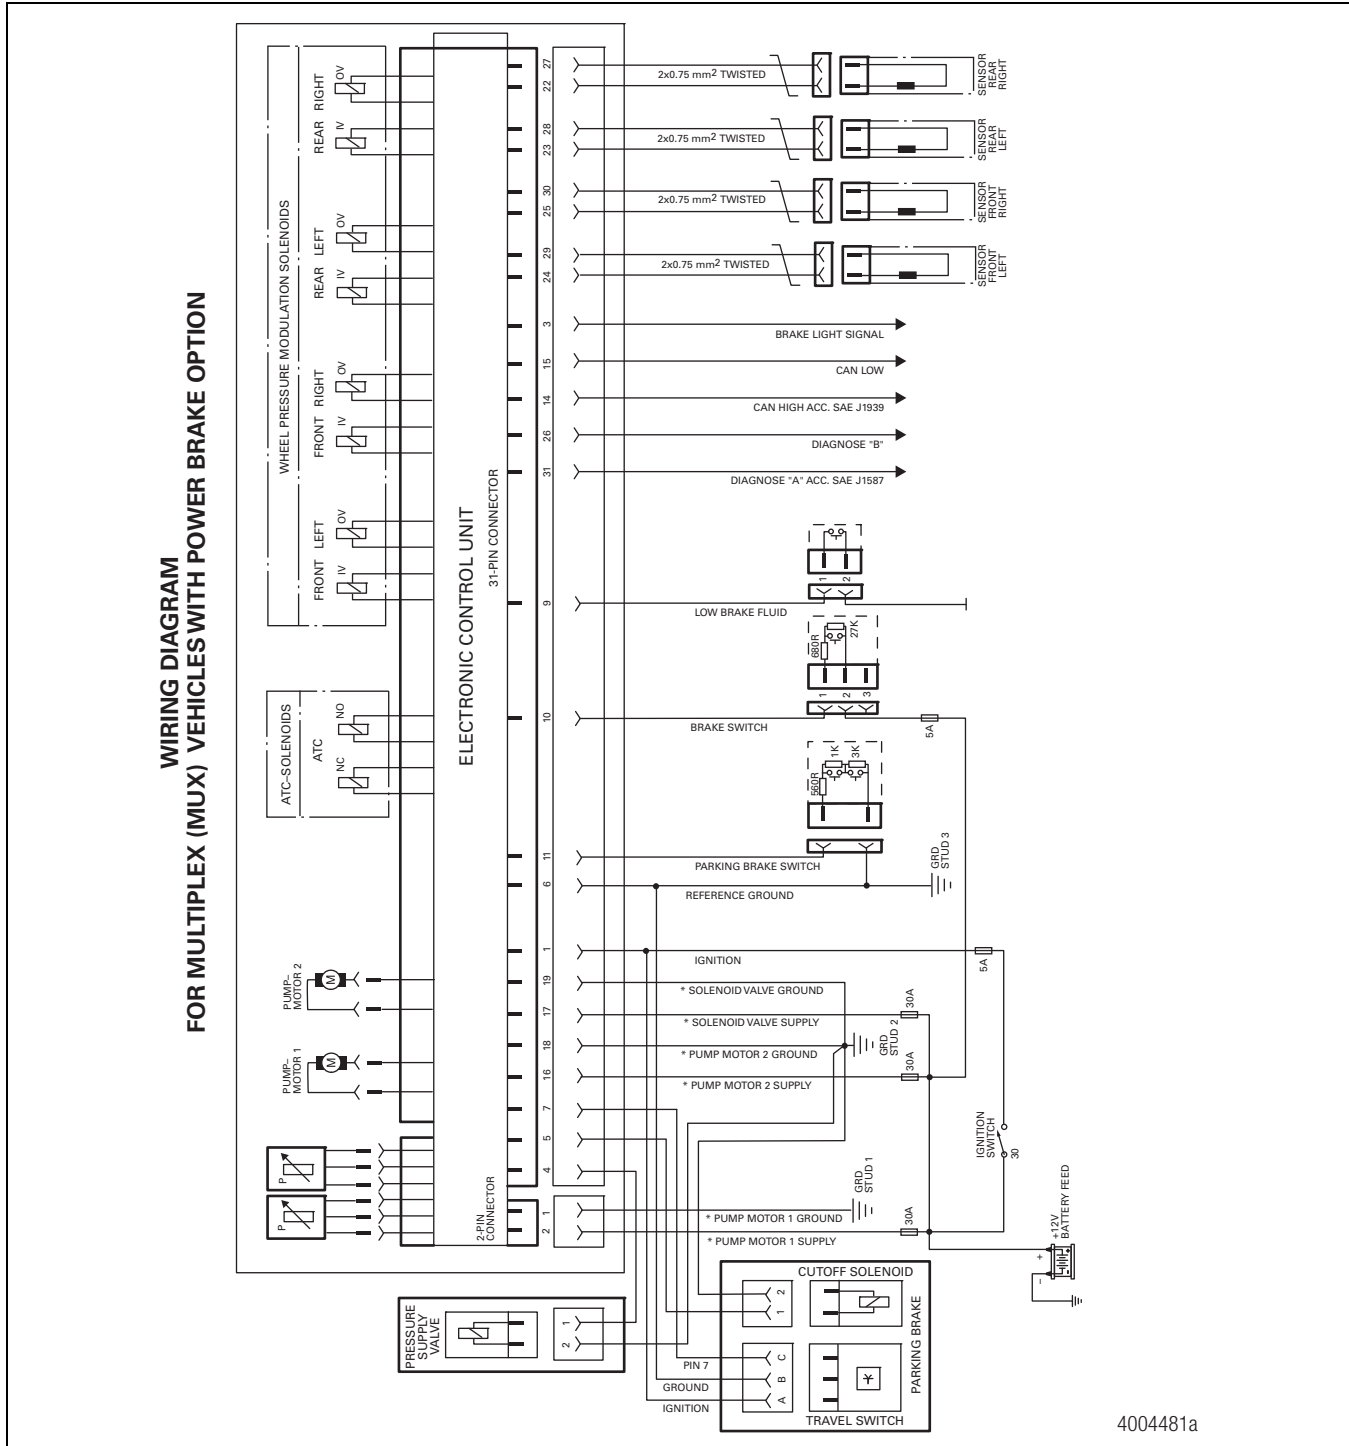 WIRING DIAGRAM
FOR MULTIPLEX (MUX) VEHICLES WITH POWER BRAKE OPTION
WHEEL PRESSURE MODULATION SOLENOIDS
REAR RIGHT
OV
IV
REAR LEFT
OV
IV
FRONT RIGHT
OV
IV
FRONT LEFT
OV
IV
ATC–SOLENOIDS
ATC
NO
NC
PUMP–
MOTOR 2
M
PUMP–
MOTOR 1
M
P
P
ELECTRONIC CONTROL UNIT
31-PIN CONNECTOR
2-PIN
CONNECTOR
27
22
28
23
30
25
29
24
3
15
14
26
31
9
10
11
6
1
19
17
18
16
7
5
4
1
2
2x0.75 mm2 TWISTED
SENSOR
REAR
RIGHT
2x0.75 mm2 TWISTED
SENSOR
REAR
LEFT
2x0.75 mm2 TWISTED
SENSOR
FRONT
RIGHT
2x0.75 mm2 TWISTED
SENSOR
FRONT
LEFT
BRAKE LIGHT SIGNAL
CAN LOW
CAN HIGH ACC. SAE J1939
DIAGNOSE "B"
DIAGNOSE "A" ACC. SAE J1587
1
2
LOW BRAKE FLUID
680R
27K
1
2
3
BRAKE SWITCH
5A
560R
1K
3K
PARKING BRAKE SWITCH
REFERENCE GROUND
GRD
STUD 3
IGNITION
5A
* SOLENOID VALVE GROUND
* SOLENOID VALVE SUPPLY
30A
* PUMP MOTOR 2 GROUND
GRD
STUD 2
* PUMP MOTOR 2 SUPPLY
30A
IGNITION
SWITCH
30
GRD
STUD 1
* PUMP MOTOR 1 GROUND
* PUMP MOTOR 1 SUPPLY
30A
+12V
BATTERY FEED
+
–
PRESSURE
SUPPLY
VALVE
1
2
CUTOFF SOLENOID
2
1
PARKING BRAKE
PIN 7
GROUND
IGNITION
C
B
A
TRAVEL SWITCH
4004481a